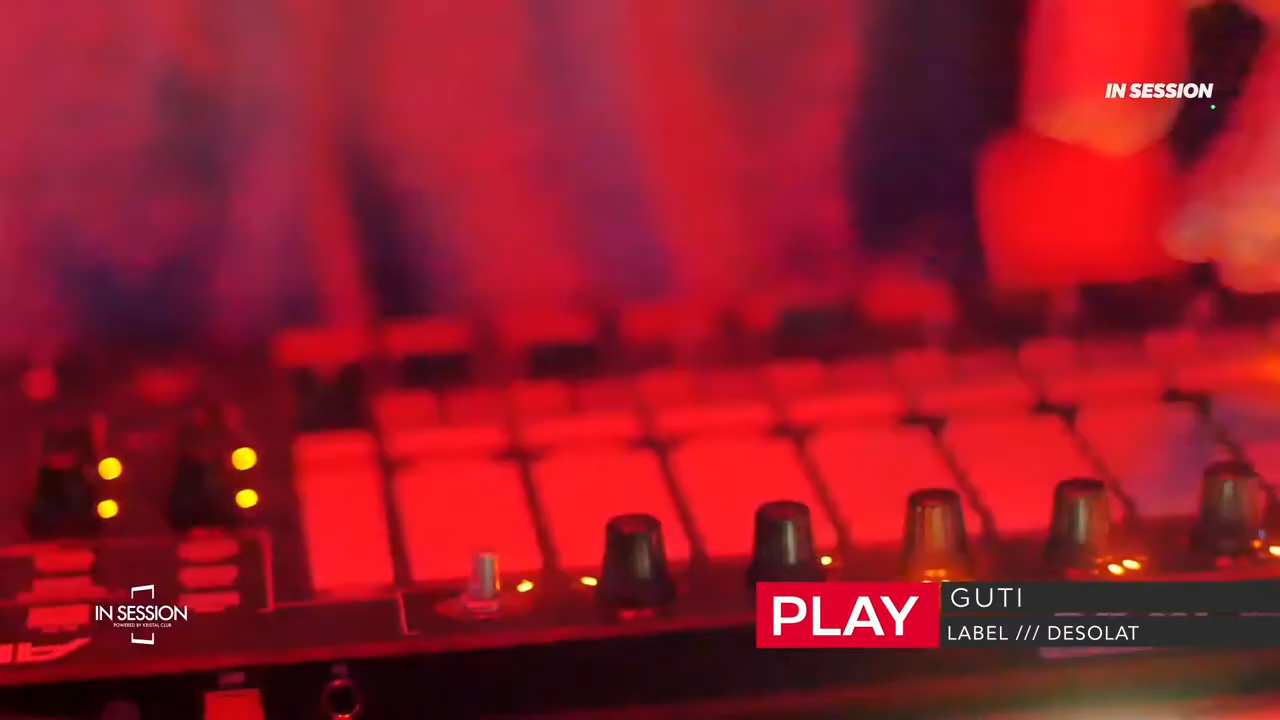 IN SESSION
IN SESSION
POWERED BY KRISTAL CLUB
PLAY
GUTI
LABEL /// DESOLAT